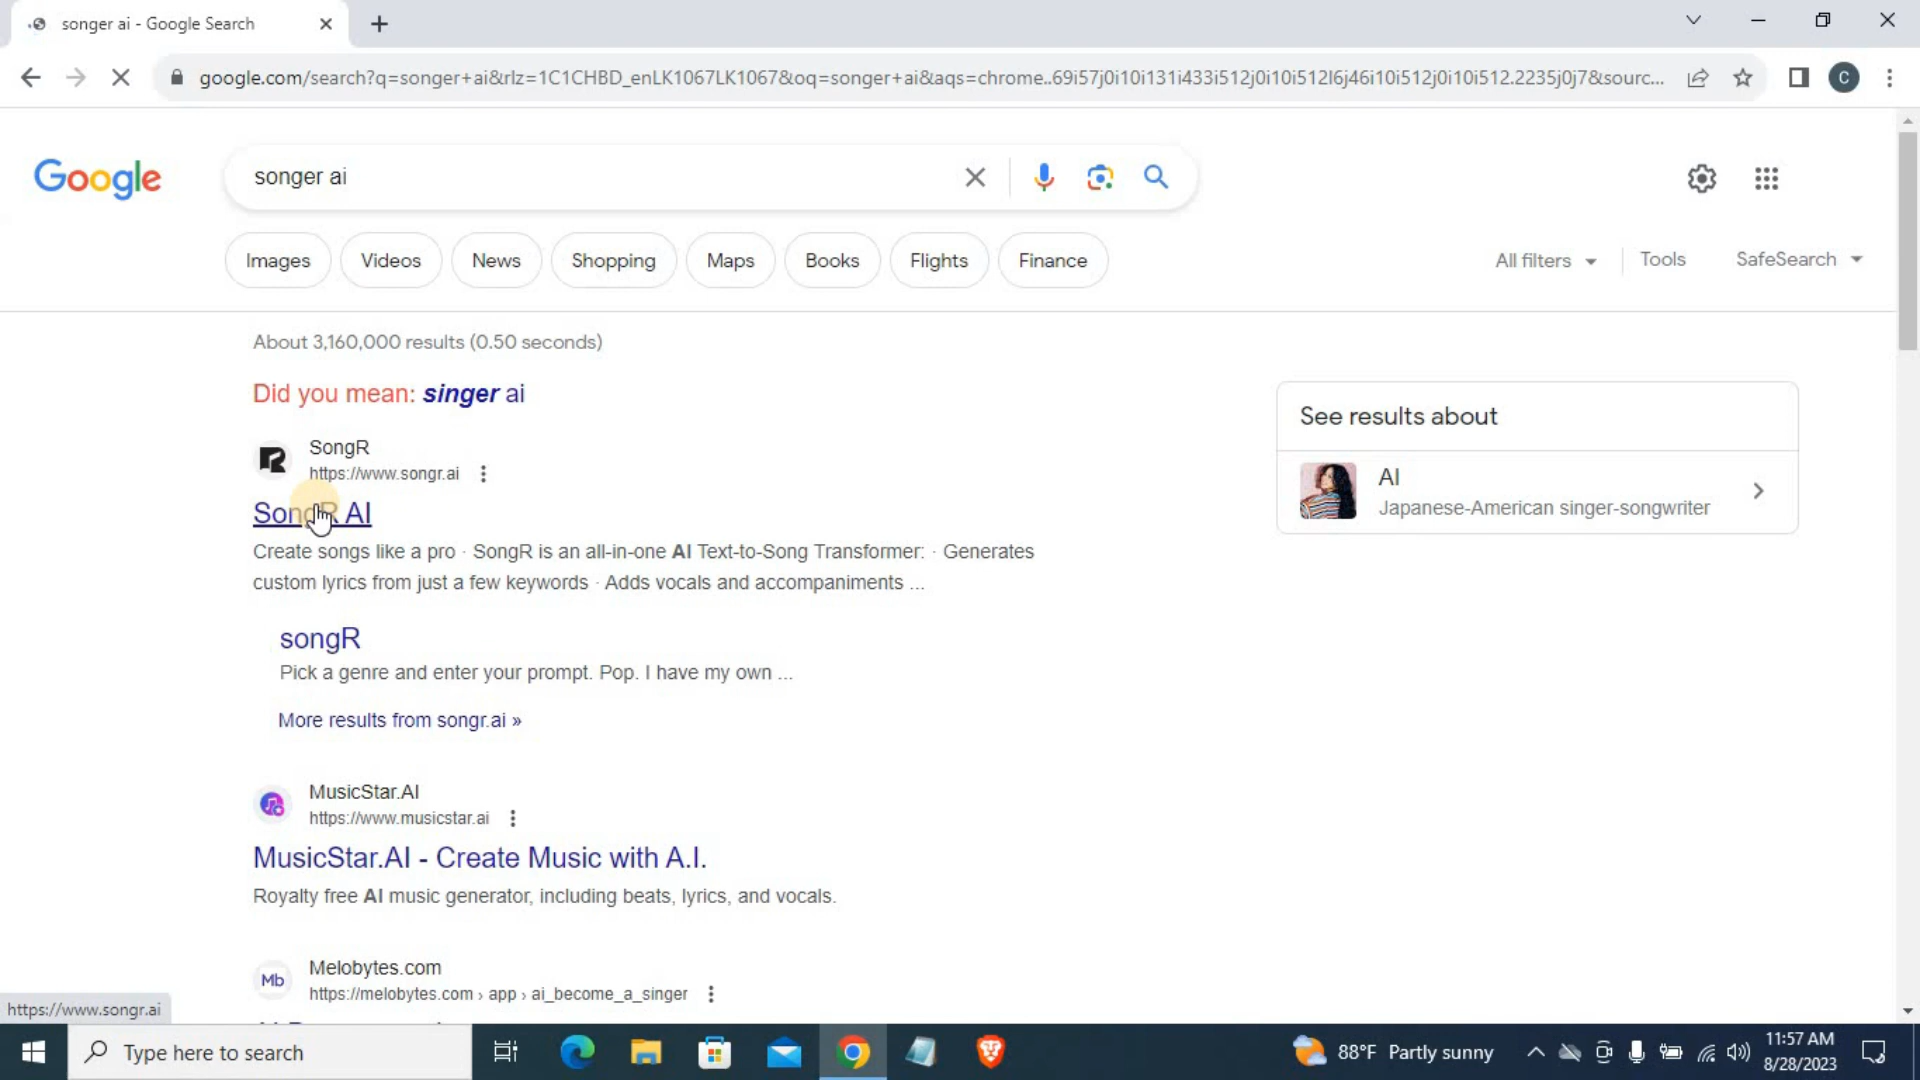 songer ai - Google Search
google.com/search?q=songer+ai&rlz=1C1CHBD_enLK1067LK1067&oq=songer+ai&aqs=chrome..69i57j0i10i131i433i512j0i10i512l6j46i10i512j0i10i512.2235j0j7&sourc...
C
Google
songer ai
Images
Videos
News
Shopping
Maps
Books
Flights
Finance
All filters
Tools
SafeSearch
About 3,160,000 results (0.50 seconds)
Did you mean: singer ai
SongR
https://www.songr.ai
SongR AI
Create songs like a pro · SongR is an all-in-one AI Text-to-Song Transformer: · Generates
custom lyrics from just a few keywords · Adds vocals and accompaniments ...
songR
Pick a genre and enter your prompt. Pop. I have my own ...
More results from songr.ai »
See results about
AI
Japanese-American singer-songwriter
MusicStar.AI
https://www.musicstar.ai
MusicStar.AI - Create Music with A.I.
Royalty free AI music generator, including beats, lyrics, and vocals.
Mb
Melobytes.com
https://melobytes.com › app › ai_become_a_singer
https://www.songr.ai
Type here to search
88°F Partly sunny
11:57 AM
8/28/2023